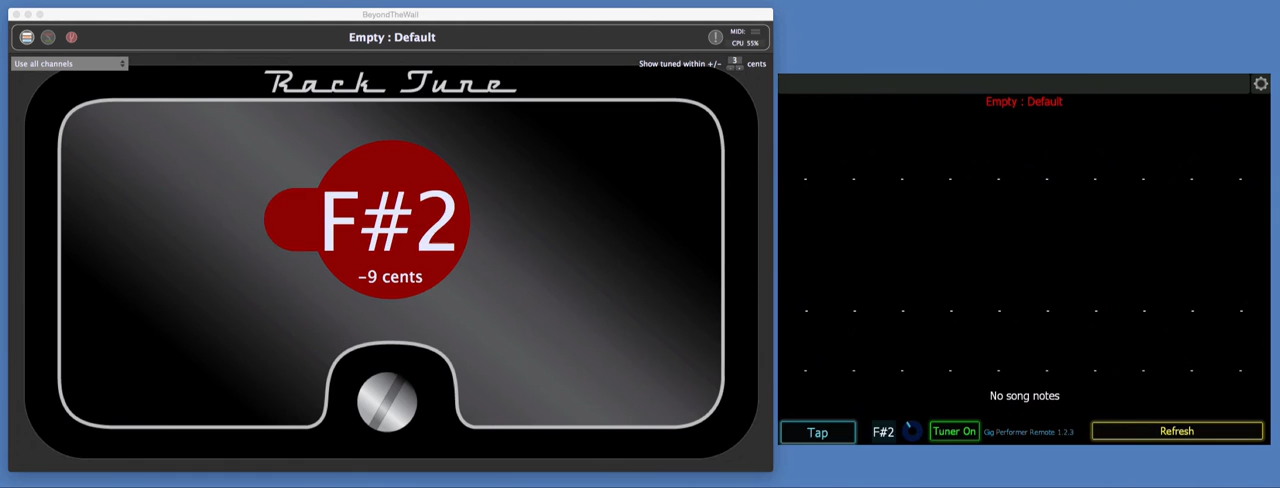 BeyondTheWall
Empty : Default
MIDI:
CPU 55%
Use all channels
Show tuned within +/- 3 cents
Rack Tune
F#2
-9 cents
Empty : Default
- - - - - - - - - -
- - - - - - - - - -
- - - - - - - - - -
No song notes
Tap
F#2
Tuner On
Gig Performer Remote 1.2.3
Refresh